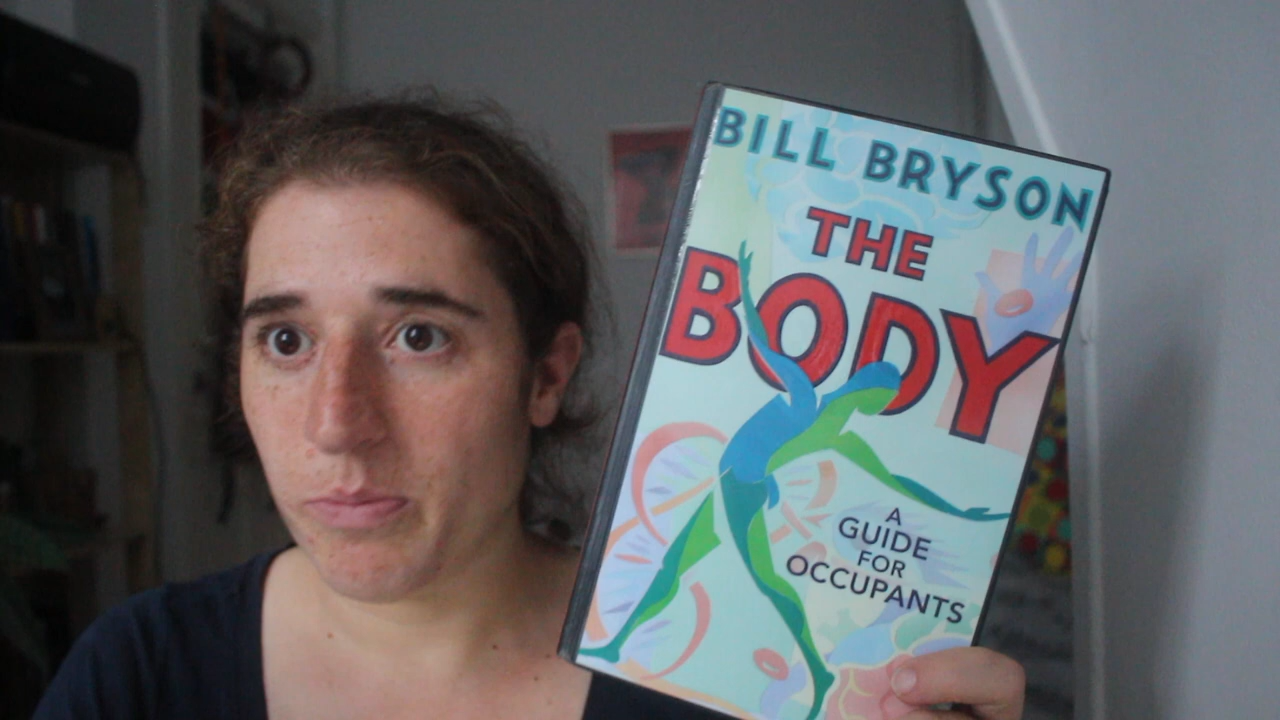 BILL BRYSON
THE
BODY
A
GUIDE
FOR
OCCUPANTS